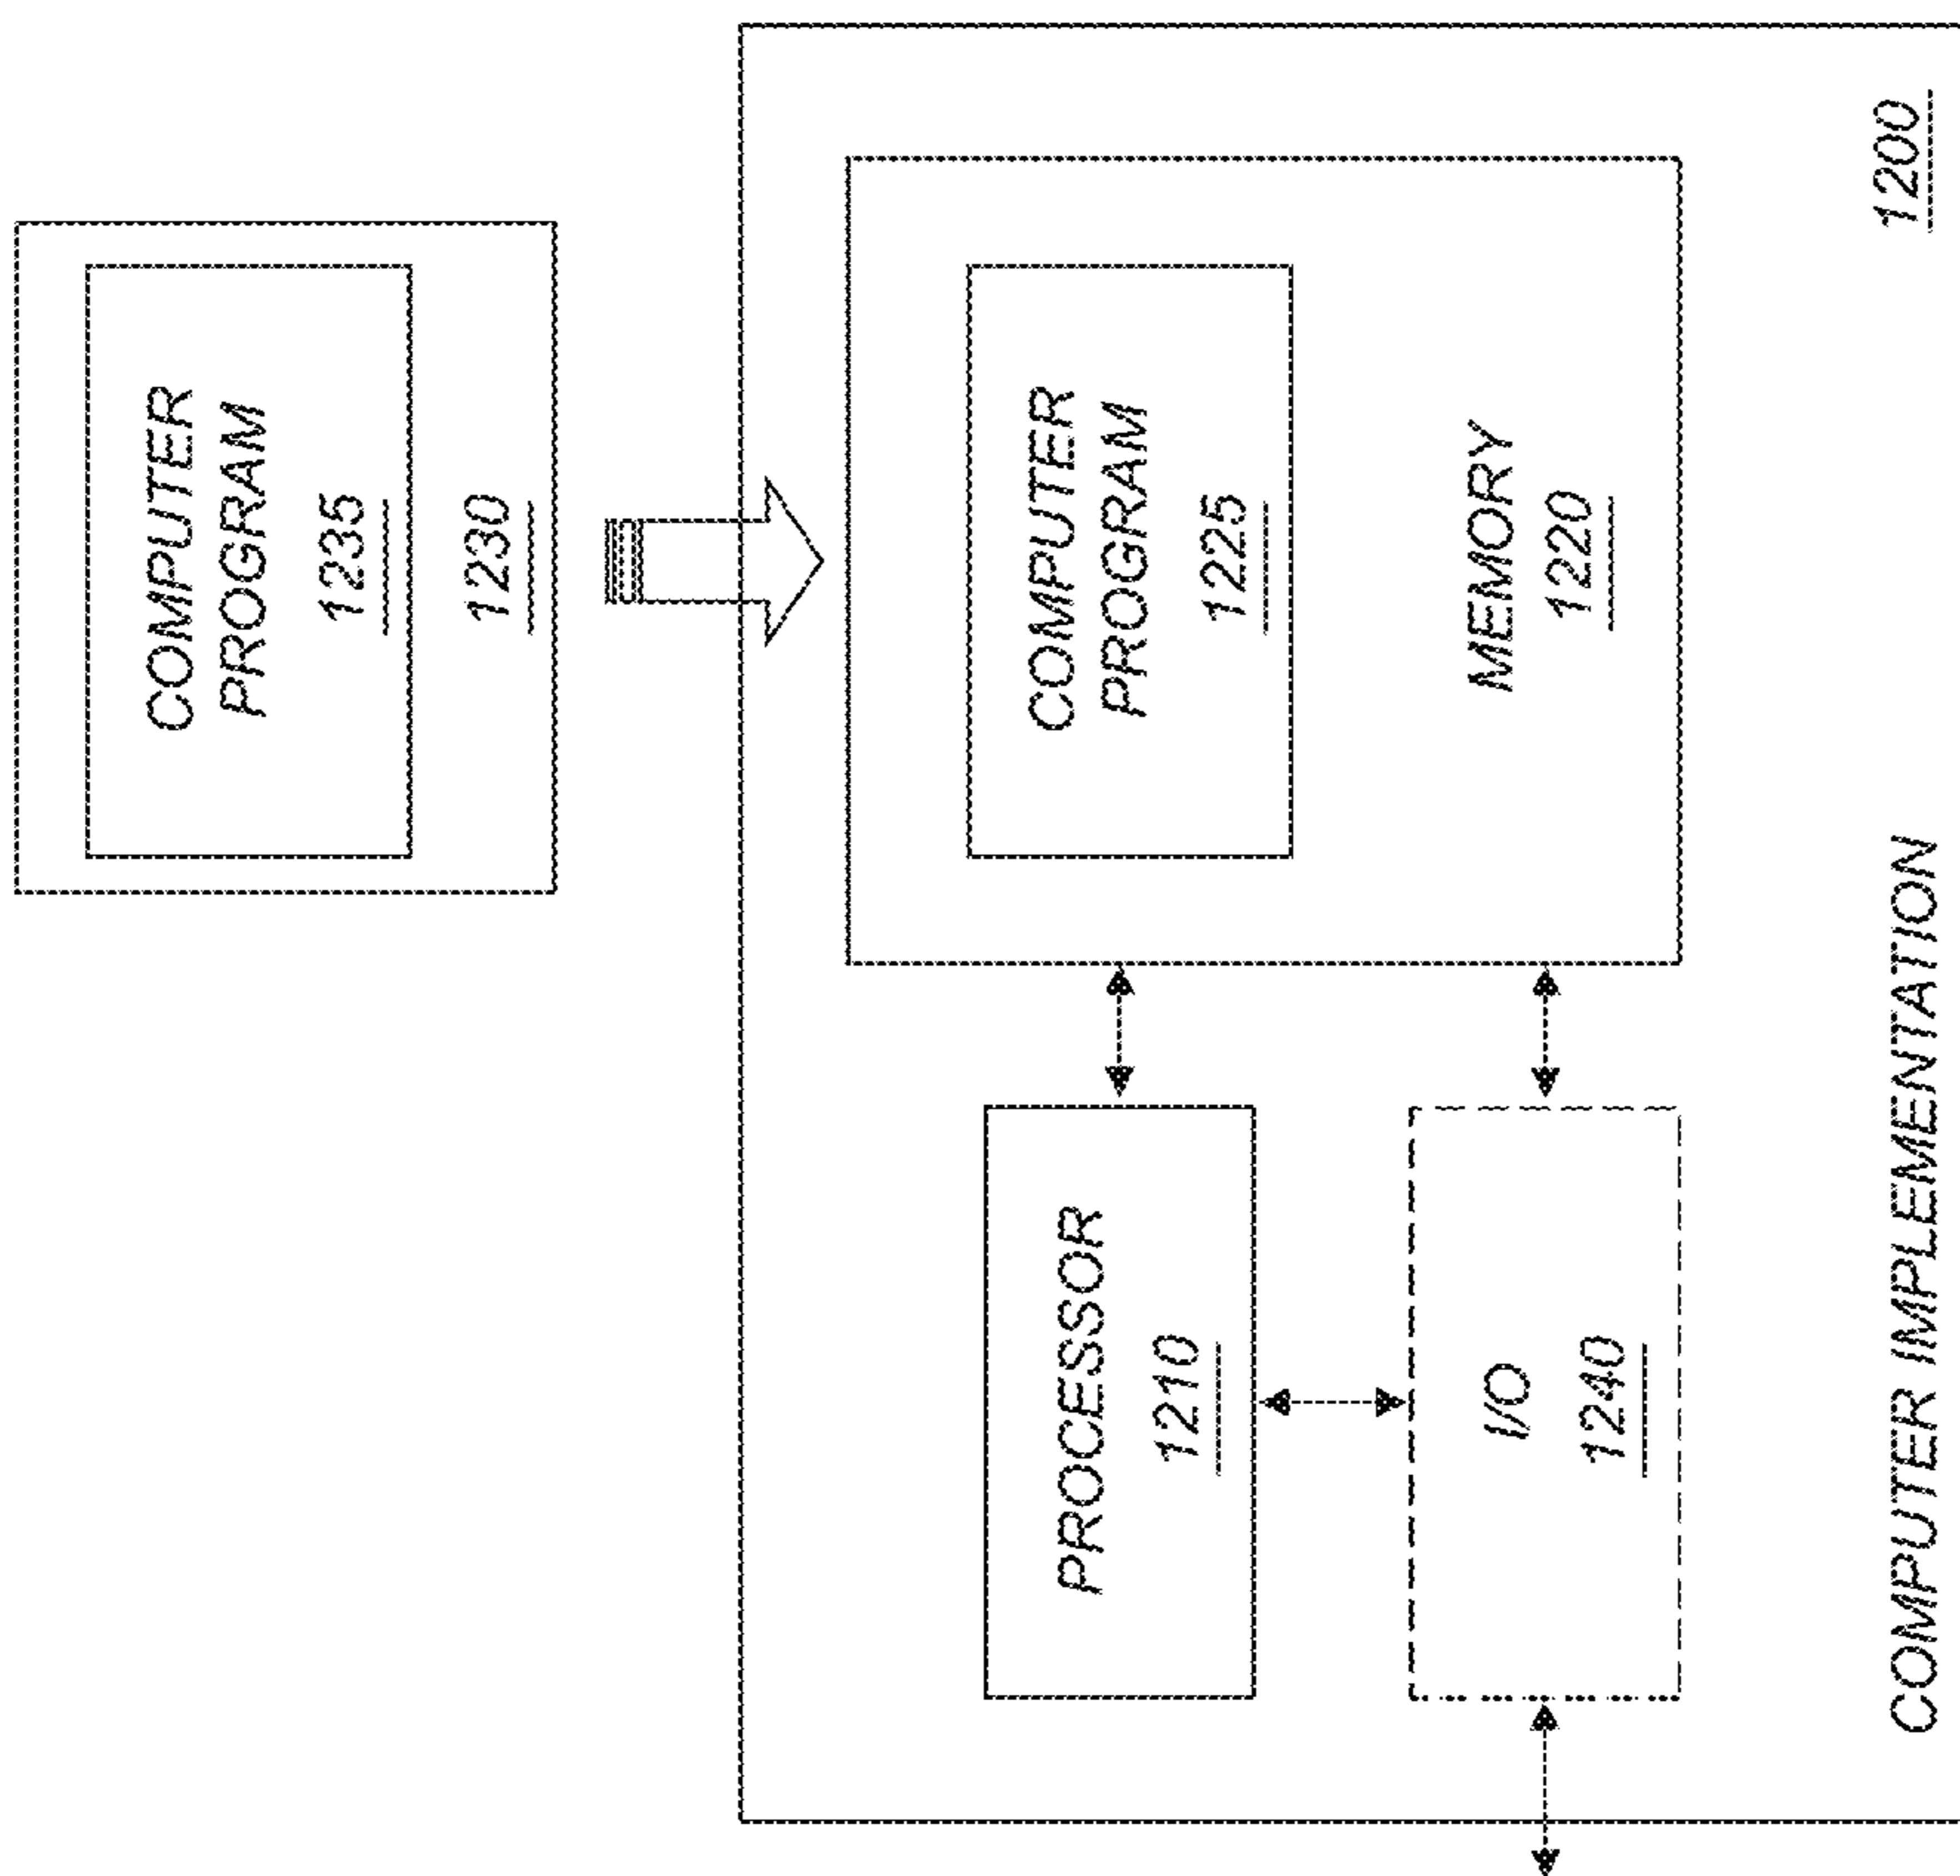 COMPUTER
PROGRAM
1235
1230
COMPUTER
PROGRAM
1225
MEMORY
1220
PROCESSOR
1210
I/O
1240
COMPUTER IMPLEMENTATION
1200